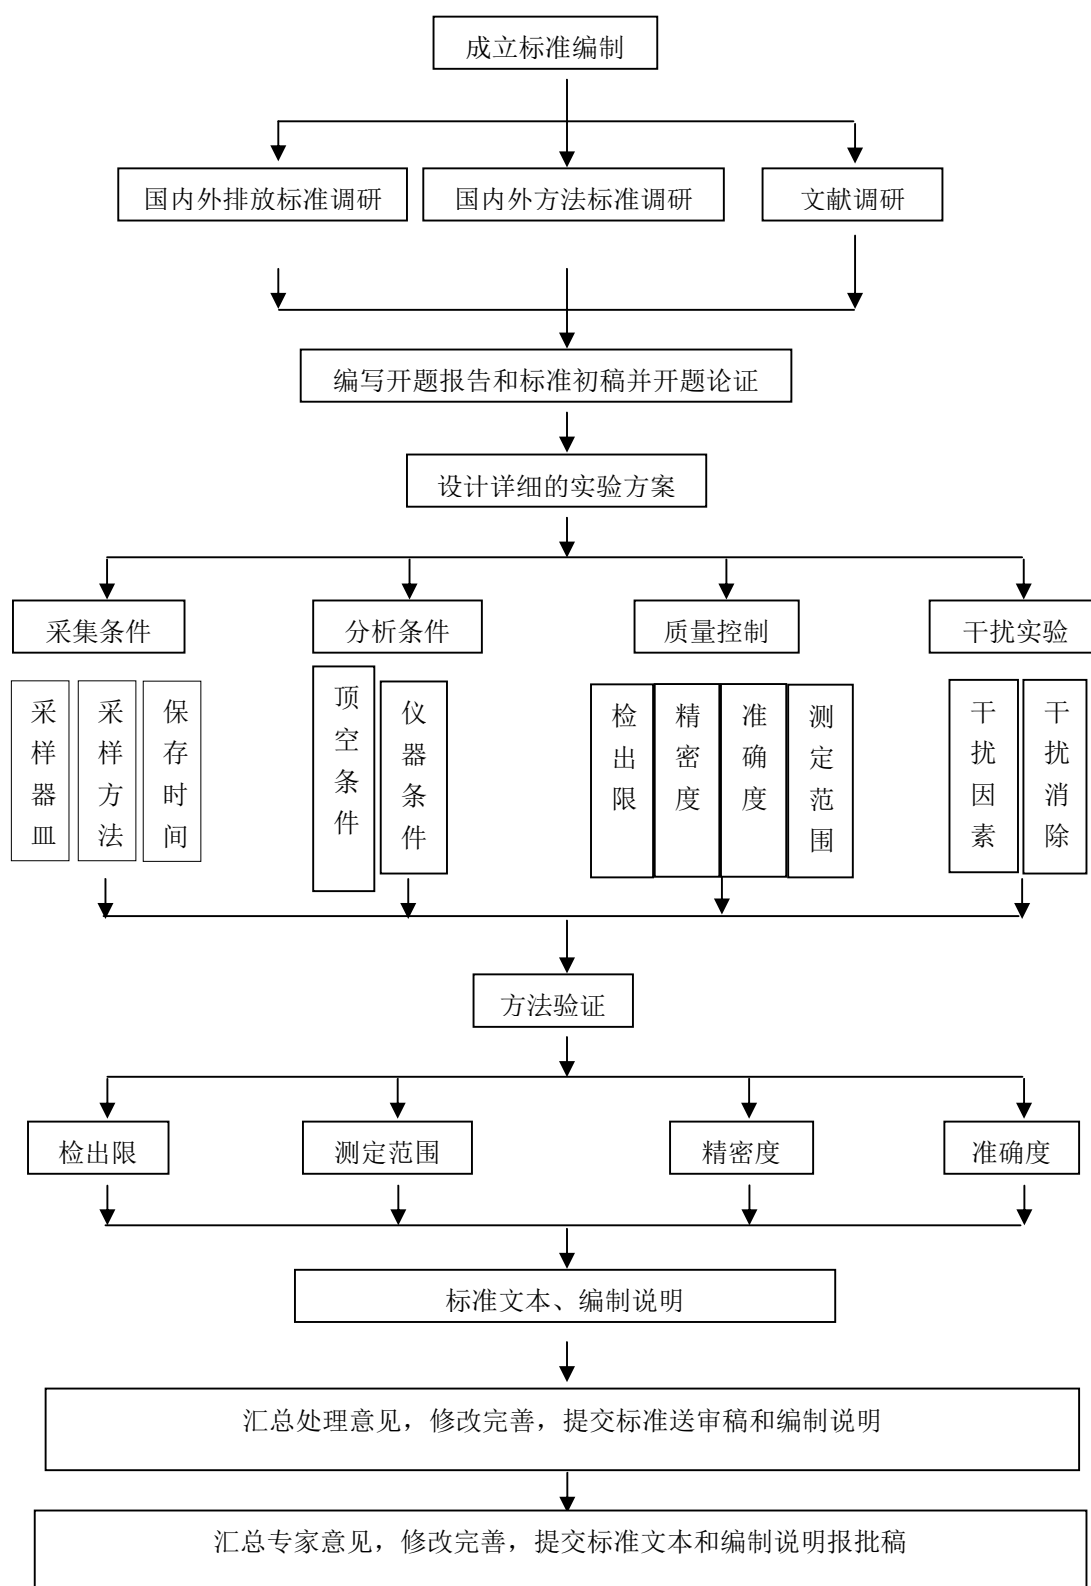 成立标准编制
国内外排放标准调研
国内外方法标准调研
文献调研
编写开题报告和标准初稿并开题论证
设计详细的实验方案
采集条件
分析条件
质量控制
干扰实验
采样器皿
采样方法
保存时间
顶空条件
仪器条件
检出限
精密度
准确度
测定范围
干扰因素
干扰消除
方法验证
检出限
测定范围
精密度
准确度
标准文本、编制说明
汇总处理意见，修改完善，提交标准送审稿和编制说明
汇总专家意见，修改完善，提交标准文本和编制说明报批稿